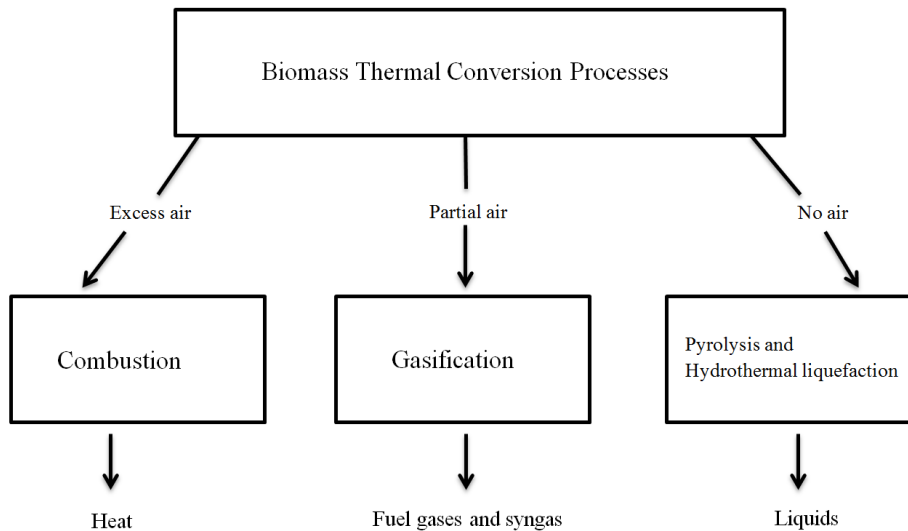 Biomass Thermal Conversion Processes
Excess air
Partial air
No air
Combustion
Gasification
Pyrolysis and
Hydrothermal liquefaction
Heat
Fuel gases and syngas
Liquids